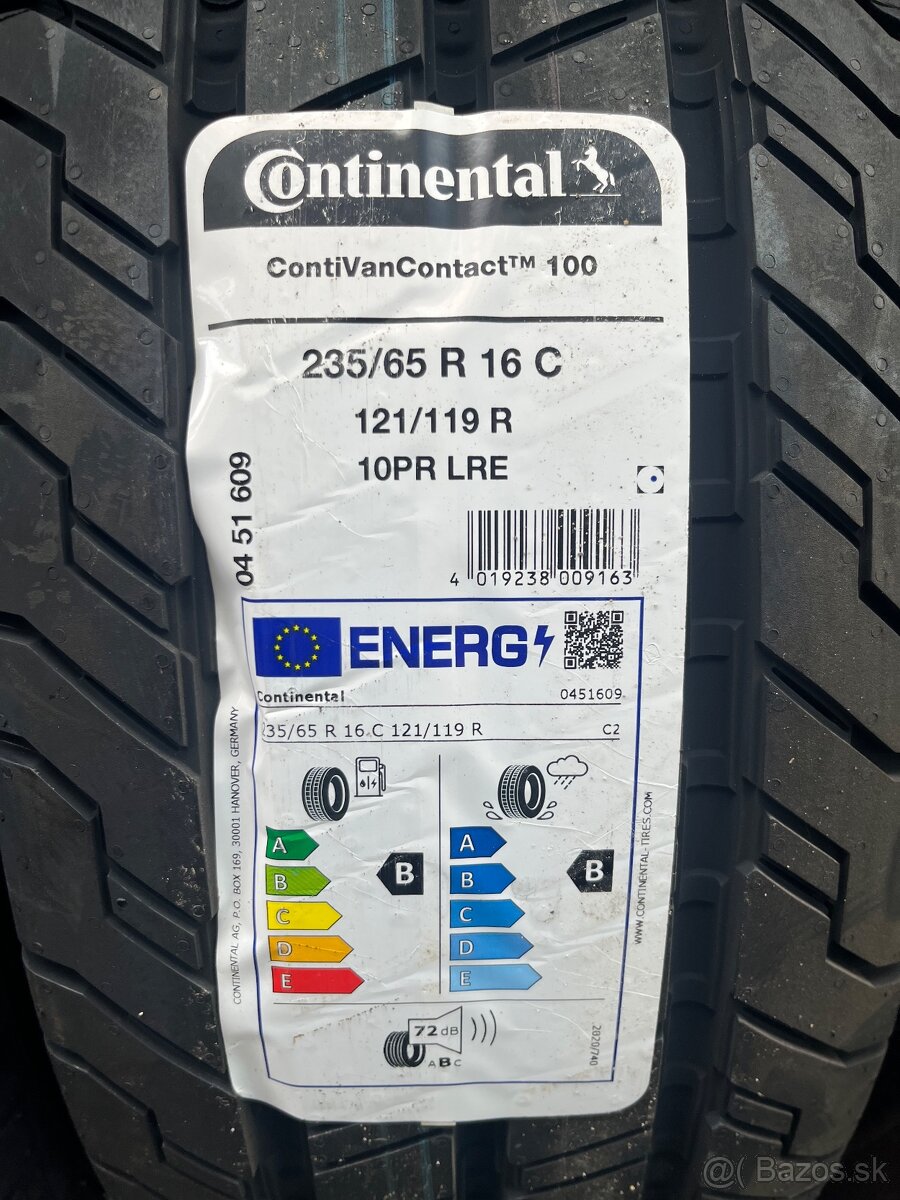 Continental
ContiVanContact™ 100
235/65 R 16 C
121/119 R
10PR LRE
04 51 609
4 019238 009163
ENERG
Continental 0451609
235/65 R 16 C 121/119 R C2
A
B
C
D
E
B
A
B
C
D
E
B
72 dB
ABC
2020/740
CONTINENTAL AG, P.O. BOX 169, 30001 HANOVER, GERMANY
WWW.CONTINENTAL-TIRES.COM
@( Bazos.sk